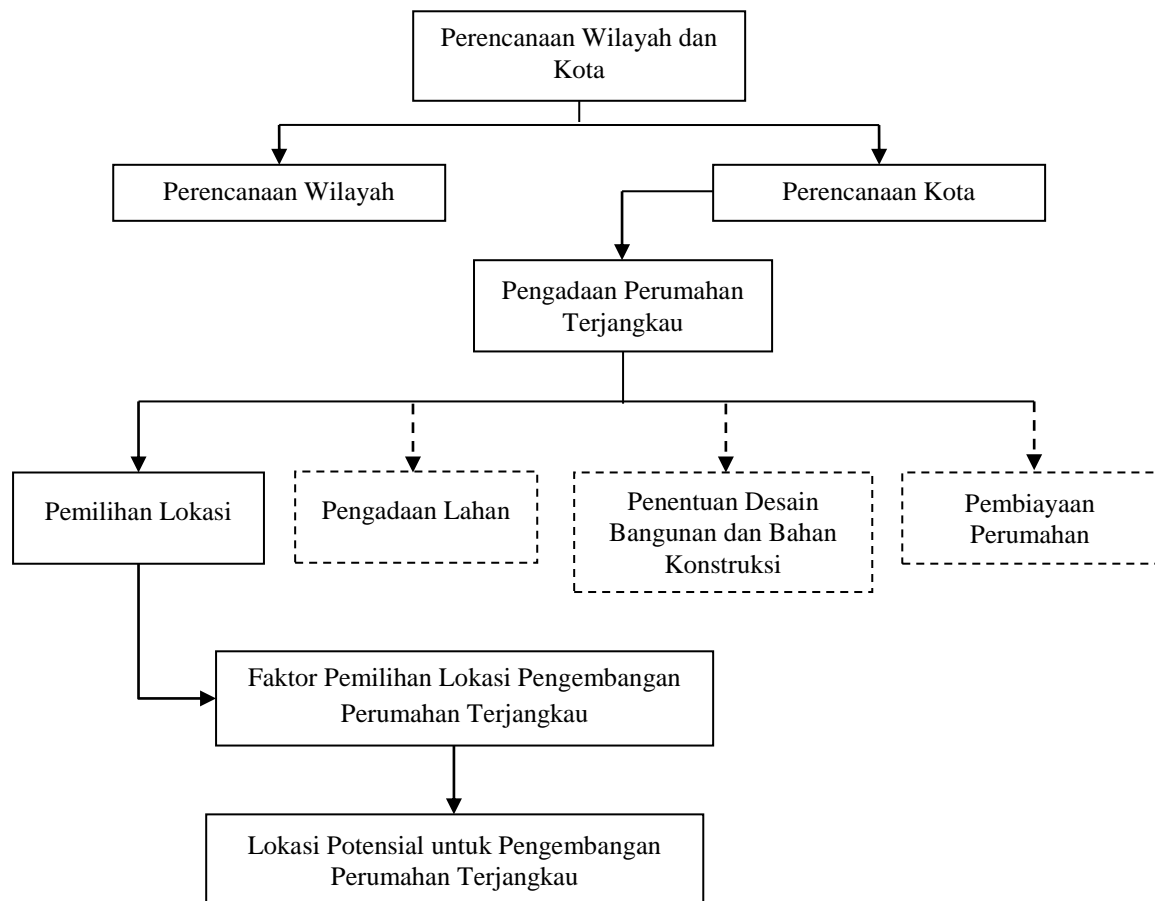 Perencanaan Wilayah dan
Kota
Perencanaan Wilayah
Perencanaan Kota
Pengadaan Perumahan
Terjangkau
Pemilihan Lokasi
Pengadaan Lahan
Penentuan Desain
Bangunan dan Bahan
Konstruksi
Pembiayaan
Perumahan
Faktor Pemilihan Lokasi Pengembangan
Perumahan Terjangkau
Lokasi Potensial untuk Pengembangan
Perumahan Terjangkau